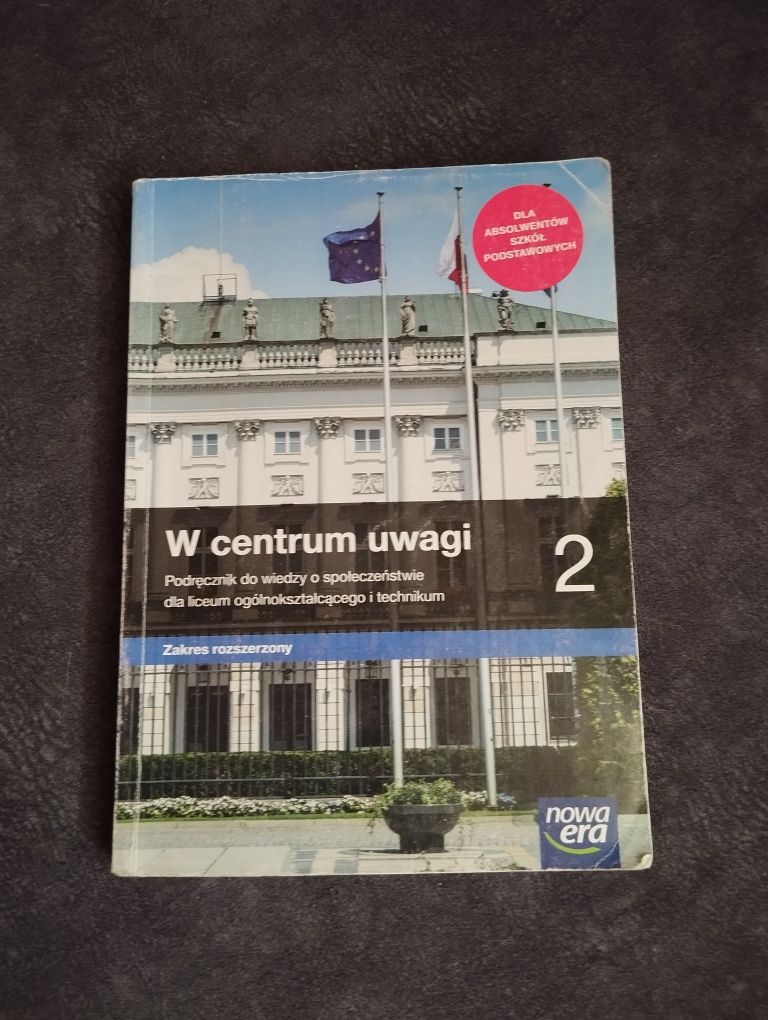 DLA
ABSOLWENTÓW
SZKÓŁ
PODSTAWOWYCH
W centrum uwagi
2
Podręcznik do wiedzy o społeczeństwie
dla liceum ogólnokształcącego i technikum
Zakres rozszerzony
nowa
era